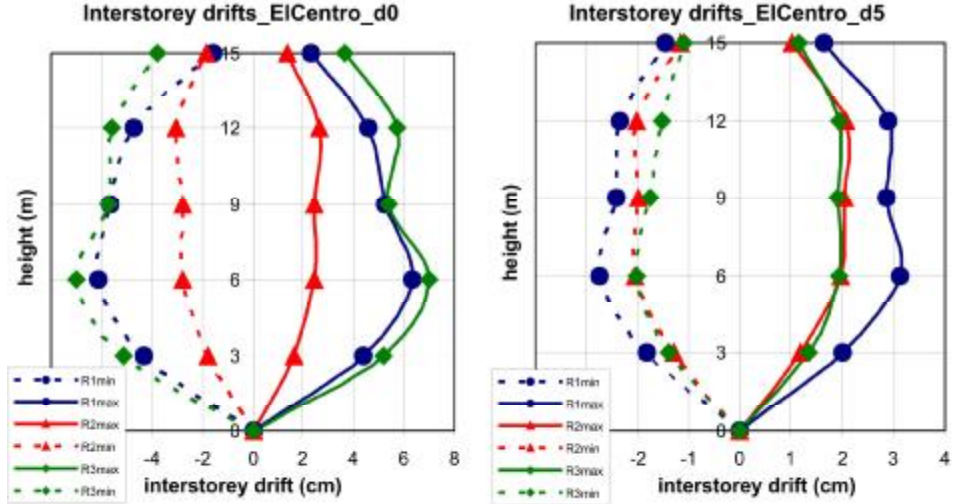 Interstorey drifts_ElCentro_d0
15
12
9
6
3
0
height (m)
-4 -2 0 2 4 6 8
interstorey drift (cm)
R1min
R1max
R2max
R2min
R3max
R3min
Interstorey drifts_ElCentro_d5
15
12
9
6
3
0
height (m)
-2 -1 0 1 2 3 4
interstorey drift (cm)
R1min
R1max
R2max
R2min
R3max
R3min